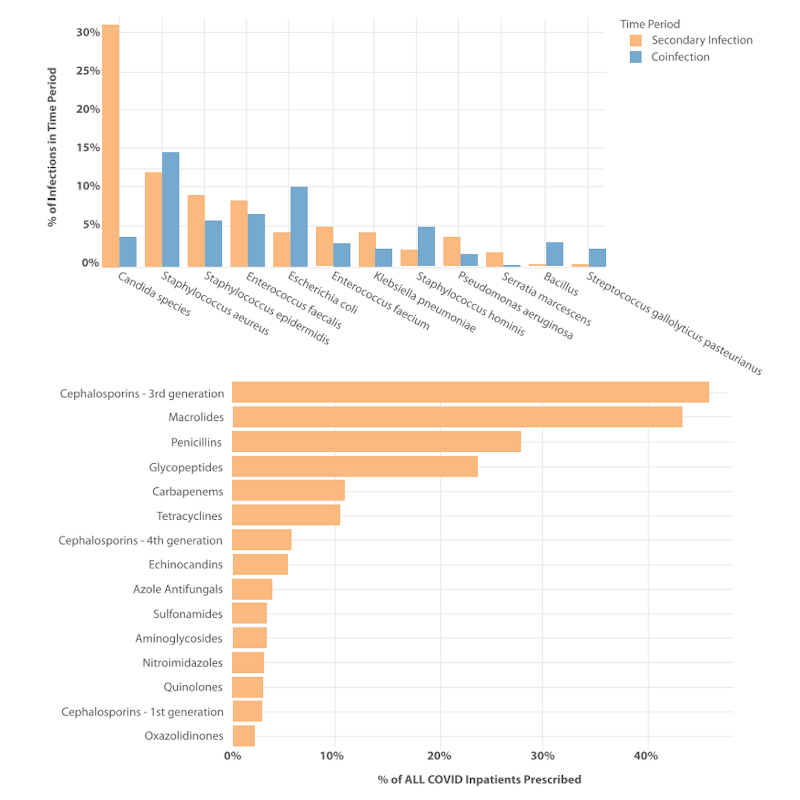 Time Period
Secondary Infection
Coinfection
% of Infections in Time Period
30%
25%
20%
15%
10%
5%
0%
Candida species
Staphylococcus aureus
Staphylococcus epidermidis
Enterococcus faecalis
Escherichia coli
Enterococcus faecium
Klebsiella pneumoniae
Staphylococcus hominis
Pseudomonas aeruginosa
Serratia marcescens
Bacillus
Streptococcus gallolyticus pasteurianus
Cephalosporins - 3rd generation
Macrolides
Penicillins
Glycopeptides
Carbapenems
Tetracyclines
Cephalosporins - 4th generation
Echinocandins
Azole Antifungals
Sulfonamides
Aminoglycosides
Nitroimidazoles
Quinolones
Cephalosporins - 1st generation
Oxazolidinones
0%
10%
20%
30%
40%
% of ALL COVID Inpatients Prescribed